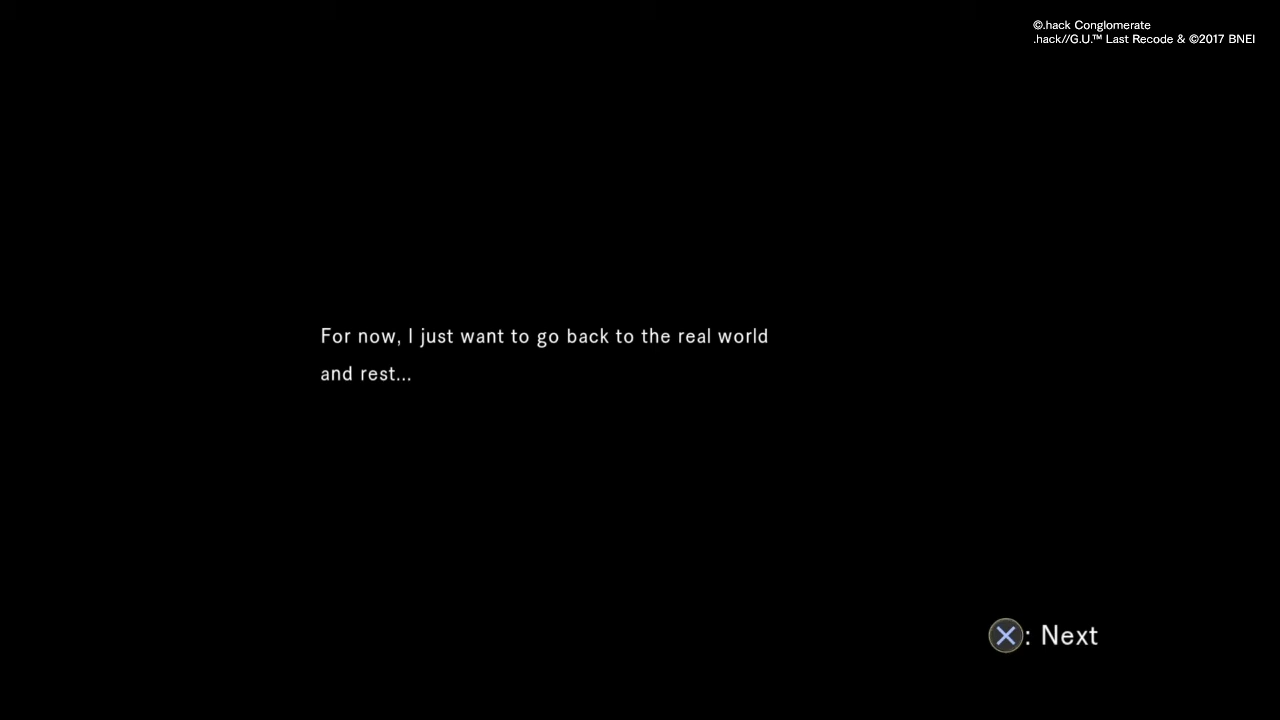 ©.hack Conglomerate
.hack//G.U.™ Last Recode & ©2017 BNEI
For now, I just want to go back to the real world
and rest...
: Next